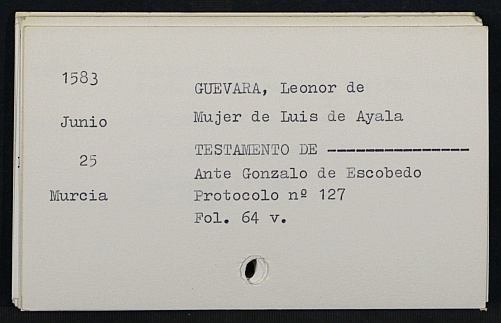 1583
GUEVARA, Leonor de
Junio
Mujer de Luis de Ayala
25
TESTAMENTO DE ----------------
Ante Gonzalo de Escobedo
Murcia
Protocolo nº 127
Fol. 64 v.